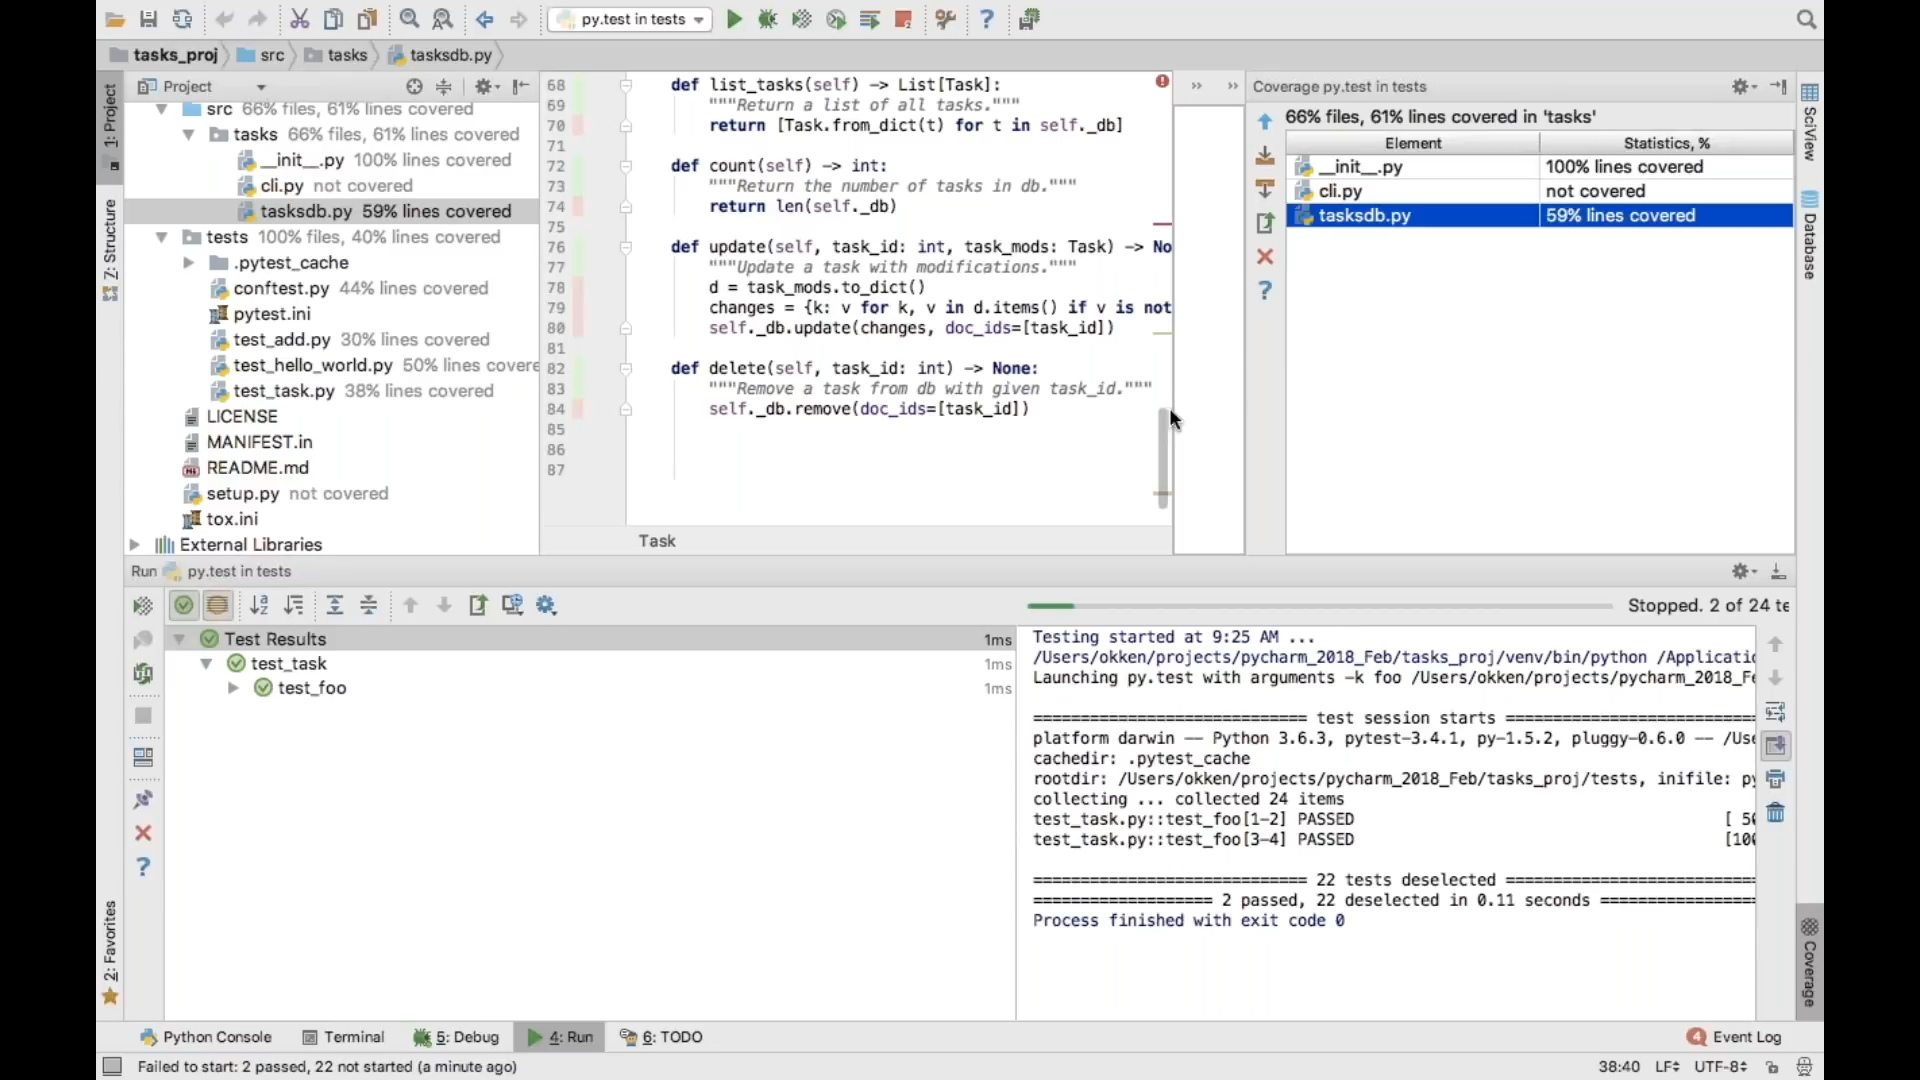 py.test in tests
tasks_proj
src
tasks
tasksdb.py
1: Project
Z: Structure
2: Favorites
Project
src 66% files, 61% lines covered
tasks 66% files, 61% lines covered
__init__.py 100% lines covered
cli.py not covered
tasksdb.py 59% lines covered
tests 100% files, 40% lines covered
.pytest_cache
conftest.py 44% lines covered
pytest.ini
test_add.py 30% lines covered
test_hello_world.py 50% lines covere
test_task.py 38% lines covered
LICENSE
MANIFEST.in
README.md
setup.py not covered
tox.ini
External Libraries
68 def list_tasks(self) -> List[Task]:
69 """Return a list of all tasks."""
70 return [Task.from_dict(t) for t in self._db]
71
72 def count(self) -> int:
73 """Return the number of tasks in db."""
74 return len(self._db)
75
76 def update(self, task_id: int, task_mods: Task) -> No
77 """Update a task with modifications."""
78 d = task_mods.to_dict()
79 changes = {k: v for k, v in d.items() if v is not
80 self._db.update(changes, doc_ids=[task_id])
81
82 def delete(self, task_id: int) -> None:
83 """Remove a task from db with given task_id."""
84 self._db.remove(doc_ids=[task_id])
85
86
87
Task
Coverage py.test in tests
66% files, 61% lines covered in 'tasks'
Element Statistics, %
__init__.py 100% lines covered
cli.py not covered
tasksdb.py 59% lines covered
SciView
Database
Coverage
Run py.test in tests
Stopped. 2 of 24 te
Test Results 1ms
test_task 1ms
test_foo 1ms
Testing started at 9:25 AM ...
/Users/okken/projects/pycharm_2018_Feb/tasks_proj/venv/bin/python /Applicatio
Launching py.test with arguments -k foo /Users/okken/projects/pycharm_2018_Fe
============================ test session starts ==========================
platform darwin -- Python 3.6.3, pytest-3.4.1, py-1.5.2, pluggy-0.6.0 -- /Use
cachedir: .pytest_cache
rootdir: /Users/okken/projects/pycharm_2018_Feb/tasks_proj/tests, inifile: py
collecting ... collected 24 items
test_task.py::test_foo[1-2] PASSED [ 50
test_task.py::test_foo[3-4] PASSED [100
============================ 22 tests deselected ==========================
=================== 2 passed, 22 deselected in 0.11 seconds ================
Process finished with exit code 0
Python Console
Terminal
5: Debug
4: Run
6: TODO
4 Event Log
Failed to start: 2 passed, 22 not started (a minute ago)
38:40 LF UTF-8